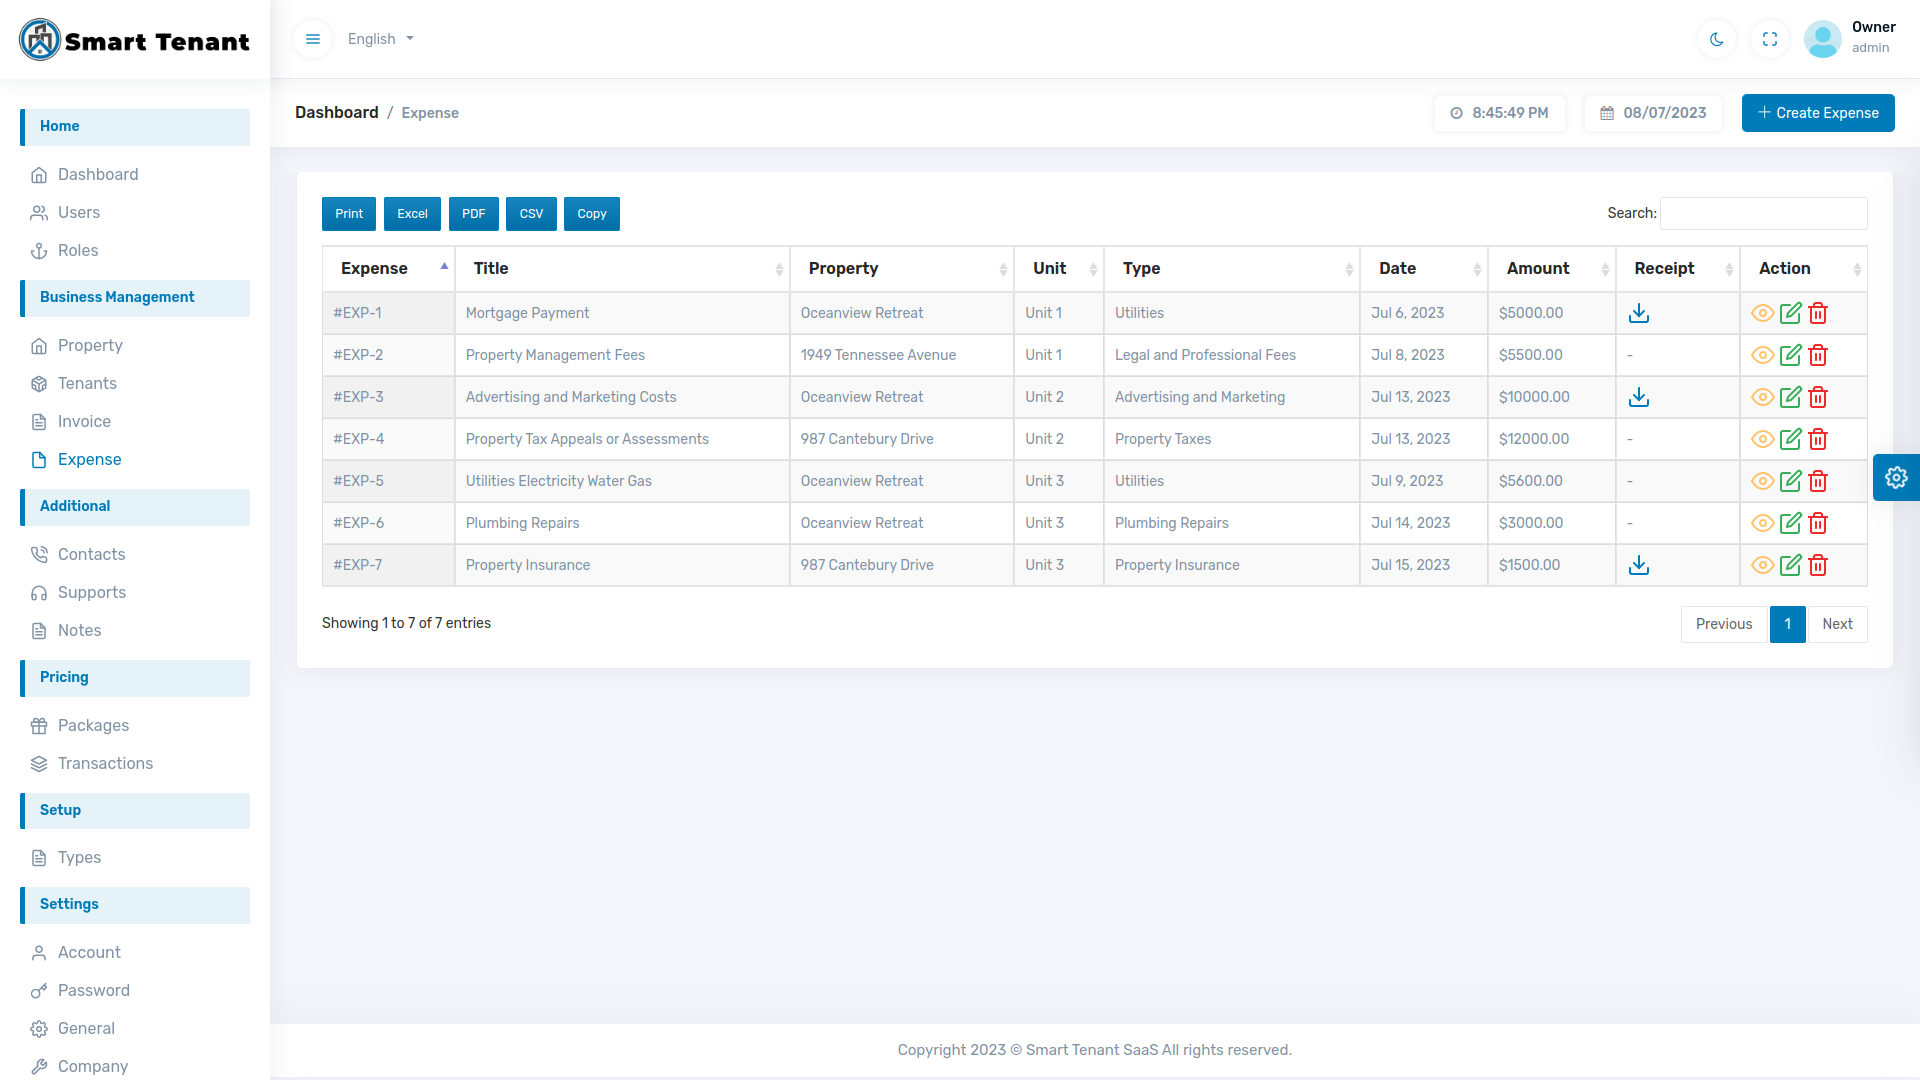 Smart Tenant
English
Owner
admin
Dashboard / Expense
8:45:49 PM
08/07/2023
Create Expense
Home
Dashboard
Users
Roles
Business Management
Property
Tenants
Invoice
Expense
Additional
Contacts
Supports
Notes
Pricing
Packages
Transactions
Setup
Types
Settings
Account
Password
General
Company
Print Excel PDF CSV Copy
Search:
Expense Title Property Unit Type Date Amount Receipt Action
#EXP-1 Mortgage Payment Oceanview Retreat Unit 1 Utilities Jul 6, 2023 $5000.00
#EXP-2 Property Management Fees 1949 Tennessee Avenue Unit 1 Legal and Professional Fees Jul 8, 2023 $5500.00 -
#EXP-3 Advertising and Marketing Costs Oceanview Retreat Unit 2 Advertising and Marketing Jul 13, 2023 $10000.00
#EXP-4 Property Tax Appeals or Assessments 987 Cantebury Drive Unit 2 Property Taxes Jul 13, 2023 $12000.00 -
#EXP-5 Utilities Electricity Water Gas Oceanview Retreat Unit 3 Utilities Jul 9, 2023 $5600.00 -
#EXP-6 Plumbing Repairs Oceanview Retreat Unit 3 Plumbing Repairs Jul 14, 2023 $3000.00 -
#EXP-7 Property Insurance 987 Cantebury Drive Unit 3 Property Insurance Jul 15, 2023 $1500.00
Showing 1 to 7 of 7 entries
Previous 1 Next
Copyright 2023 © Smart Tenant SaaS All rights reserved.